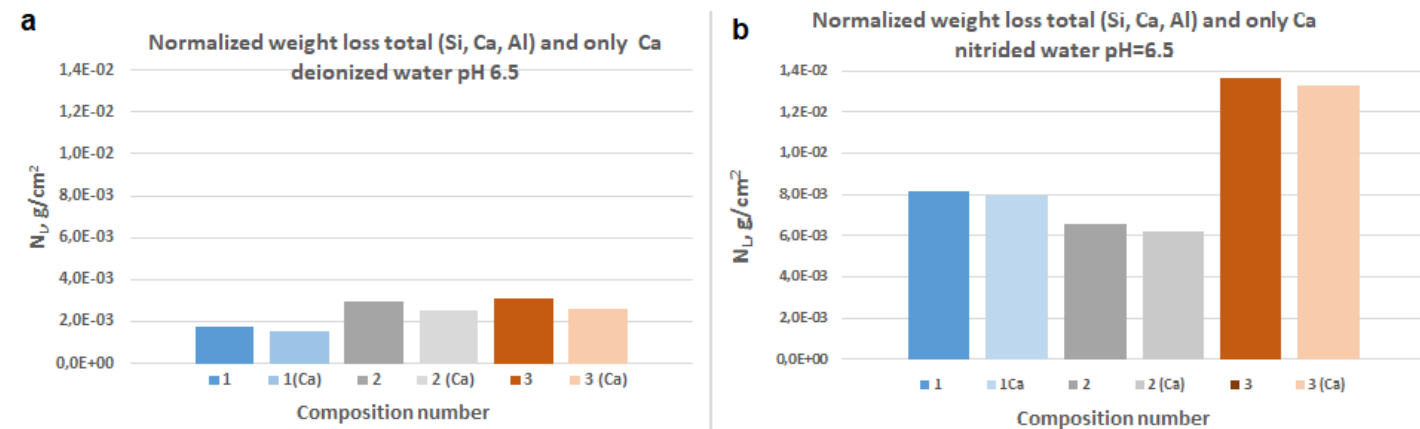 a
Normalized weight loss total (Si, Ca, Al) and only Ca
deionized water pH 6.5
1,4E-02
1,2E-02
1,0E-02
8,0E-03
6,0E-03
4,0E-03
2,0E-03
0,0E+00
N_L, g/cm²
1 1(Ca) 2 2 (Ca) 3 3 (Ca)
Composition number
b
Normalized weight loss total (Si, Ca, Al) and only Ca
nitrided water pH=6.5
1,4E-02
1,2E-02
1,0E-02
8,0E-03
6,0E-03
4,0E-03
2,0E-03
0,0E+00
N_L, g/cm²
1 1Ca 2 2 (Ca) 3 3 (Ca)
Composition number